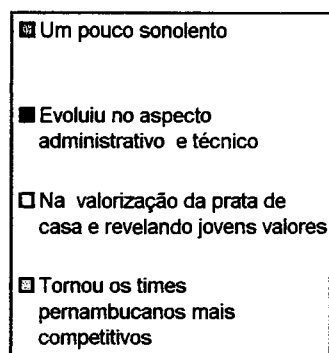 Um pouco sonolento
Evoluiu no aspecto
administrativo e técnico
Na valorização da prata de
casa e revelando jovens valores
Tornou os times
pernambucanos mais
competitivos